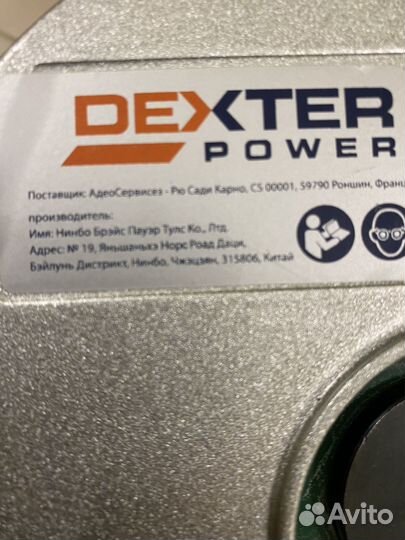 DEXTER
POWER
Поставщик: АдеоСервисез - Рю Сади Карно, CS 00001, 59790 Роншин, Франц
производитель:
Имя: Нинбо Брэйс Пауэр Тулс Ко., Лтд.
Адрес: № 19, Яньшаньхэ Норс Роад Даци,
Бэйлунь Дистрикт, Нинбо, Чжэцзян, 315806, Китай
Avito